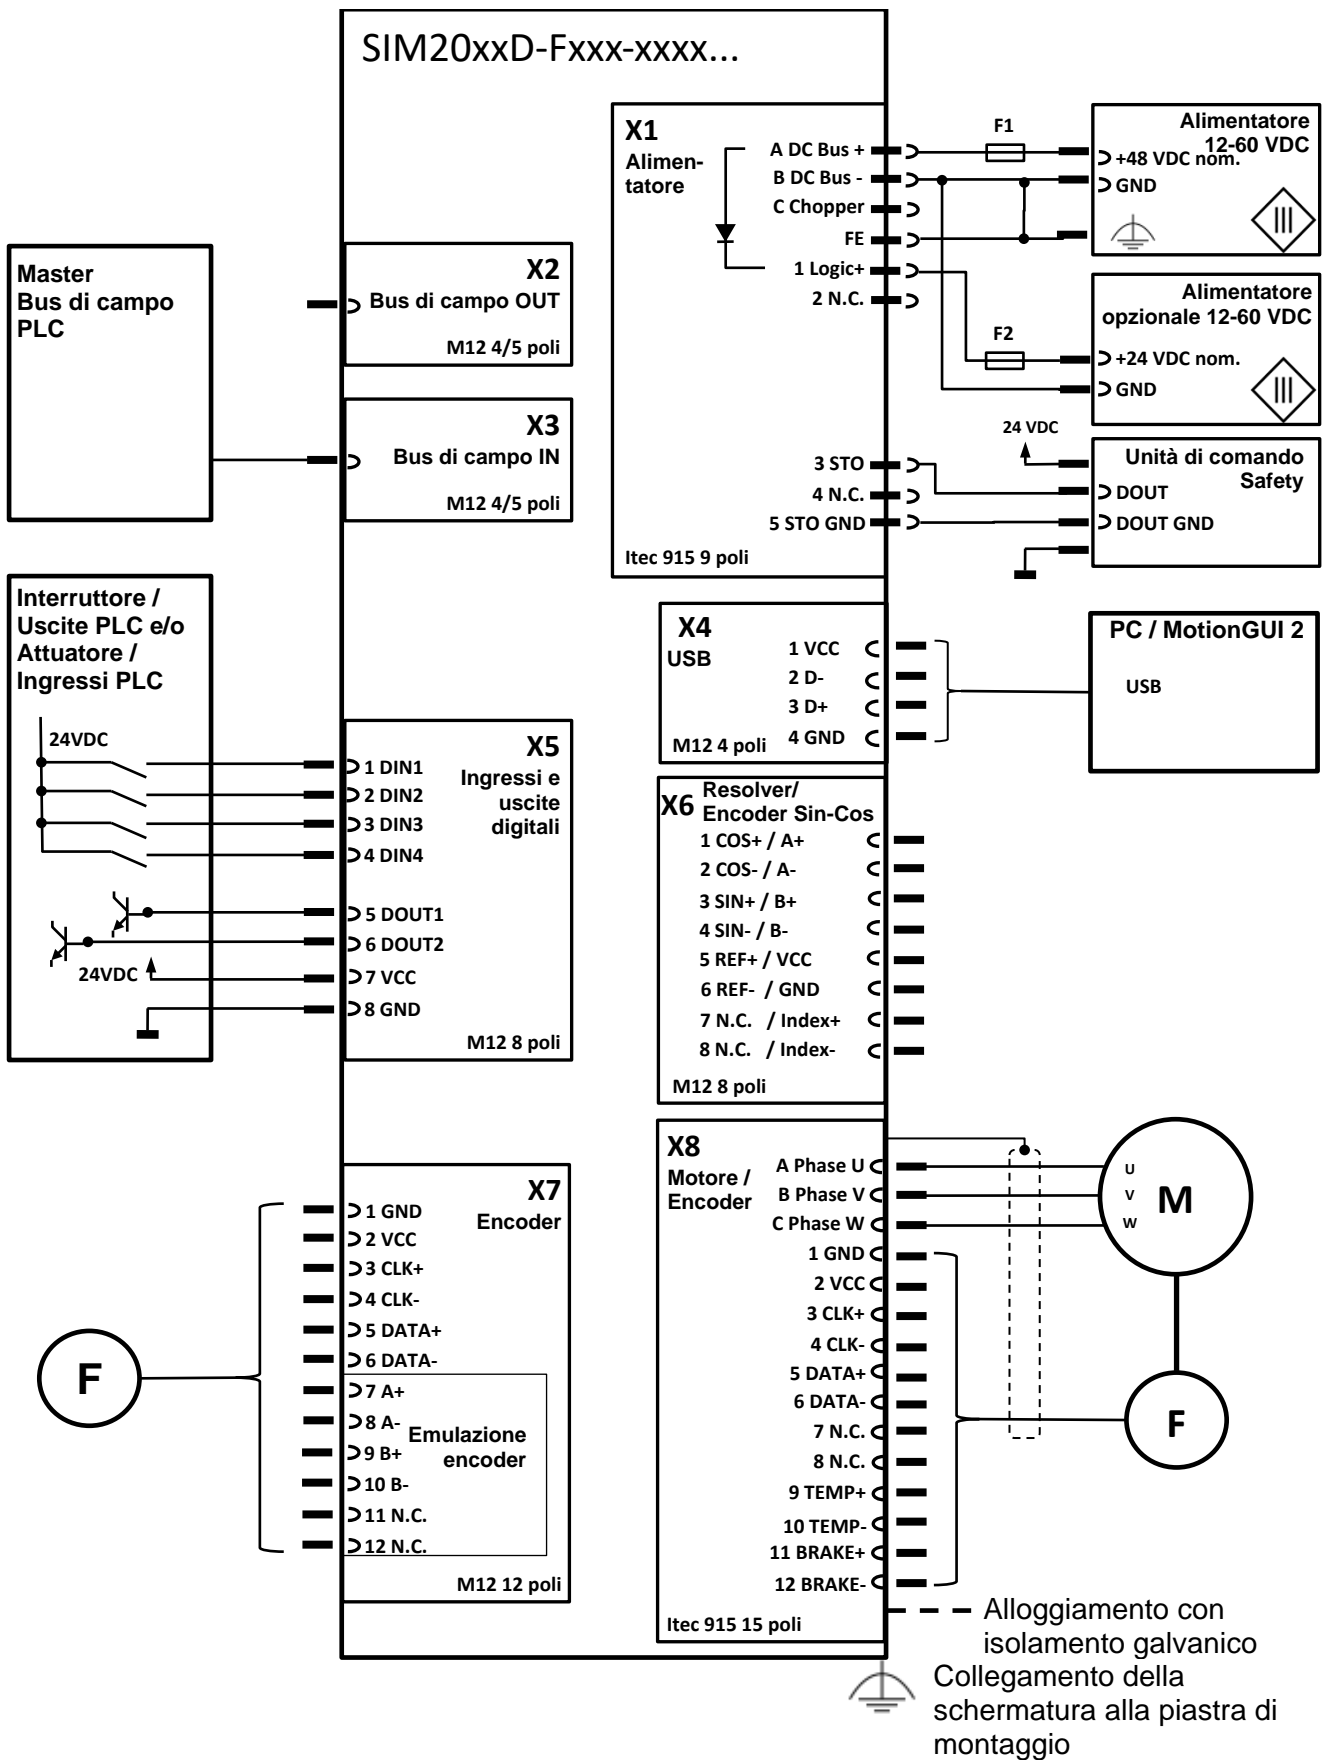 SIM20xxD-Fxxx-xxxx...
X1
Alimen-
tatore
A DC Bus +
B DC Bus -
C Chopper
FE
1 Logic+
2 N.C.
3 STO
4 N.C.
5 STO GND
Itec 915 9 poli
F1
F2
Alimentatore
12-60 VDC
+48 VDC nom.
GND
III
Alimentatore
opzionale 12-60 VDC
+24 VDC nom.
GND
III
24 VDC
Unità di comando
Safety
DOUT
DOUT GND
Master
Bus di campo
PLC
X2
Bus di campo OUT
M12 4/5 poli
X3
Bus di campo IN
M12 4/5 poli
Interruttore /
Uscite PLC e/o
Attuatore /
Ingressi PLC
24VDC
24VDC
X5
Ingressi e
uscite
digitali
1 DIN1
2 DIN2
3 DIN3
4 DIN4
5 DOUT1
6 DOUT2
7 VCC
8 GND
M12 8 poli
X4
USB
1 VCC
2 D-
3 D+
4 GND
M12 4 poli
PC / MotionGUI 2
USB
X6
Resolver/
Encoder Sin-Cos
1 COS+ / A+
2 COS- / A-
3 SIN+ / B+
4 SIN- / B-
5 REF+ / VCC
6 REF- / GND
7 N.C. / Index+
8 N.C. / Index-
M12 8 poli
X7
Encoder
1 GND
2 VCC
3 CLK+
4 CLK-
5 DATA+
6 DATA-
7 A+
8 A-
9 B+
10 B-
11 N.C.
12 N.C.
Emulazione
encoder
M12 12 poli
F
X8
Motore /
Encoder
A Phase U
B Phase V
C Phase W
1 GND
2 VCC
3 CLK+
4 CLK-
5 DATA+
6 DATA-
7 N.C.
8 N.C.
9 TEMP+
10 TEMP-
11 BRAKE+
12 BRAKE-
Itec 915 15 poli
U
V
W
M
F
Alloggiamento con
isolamento galvanico
Collegamento della
schermatura alla piastra di
montaggio